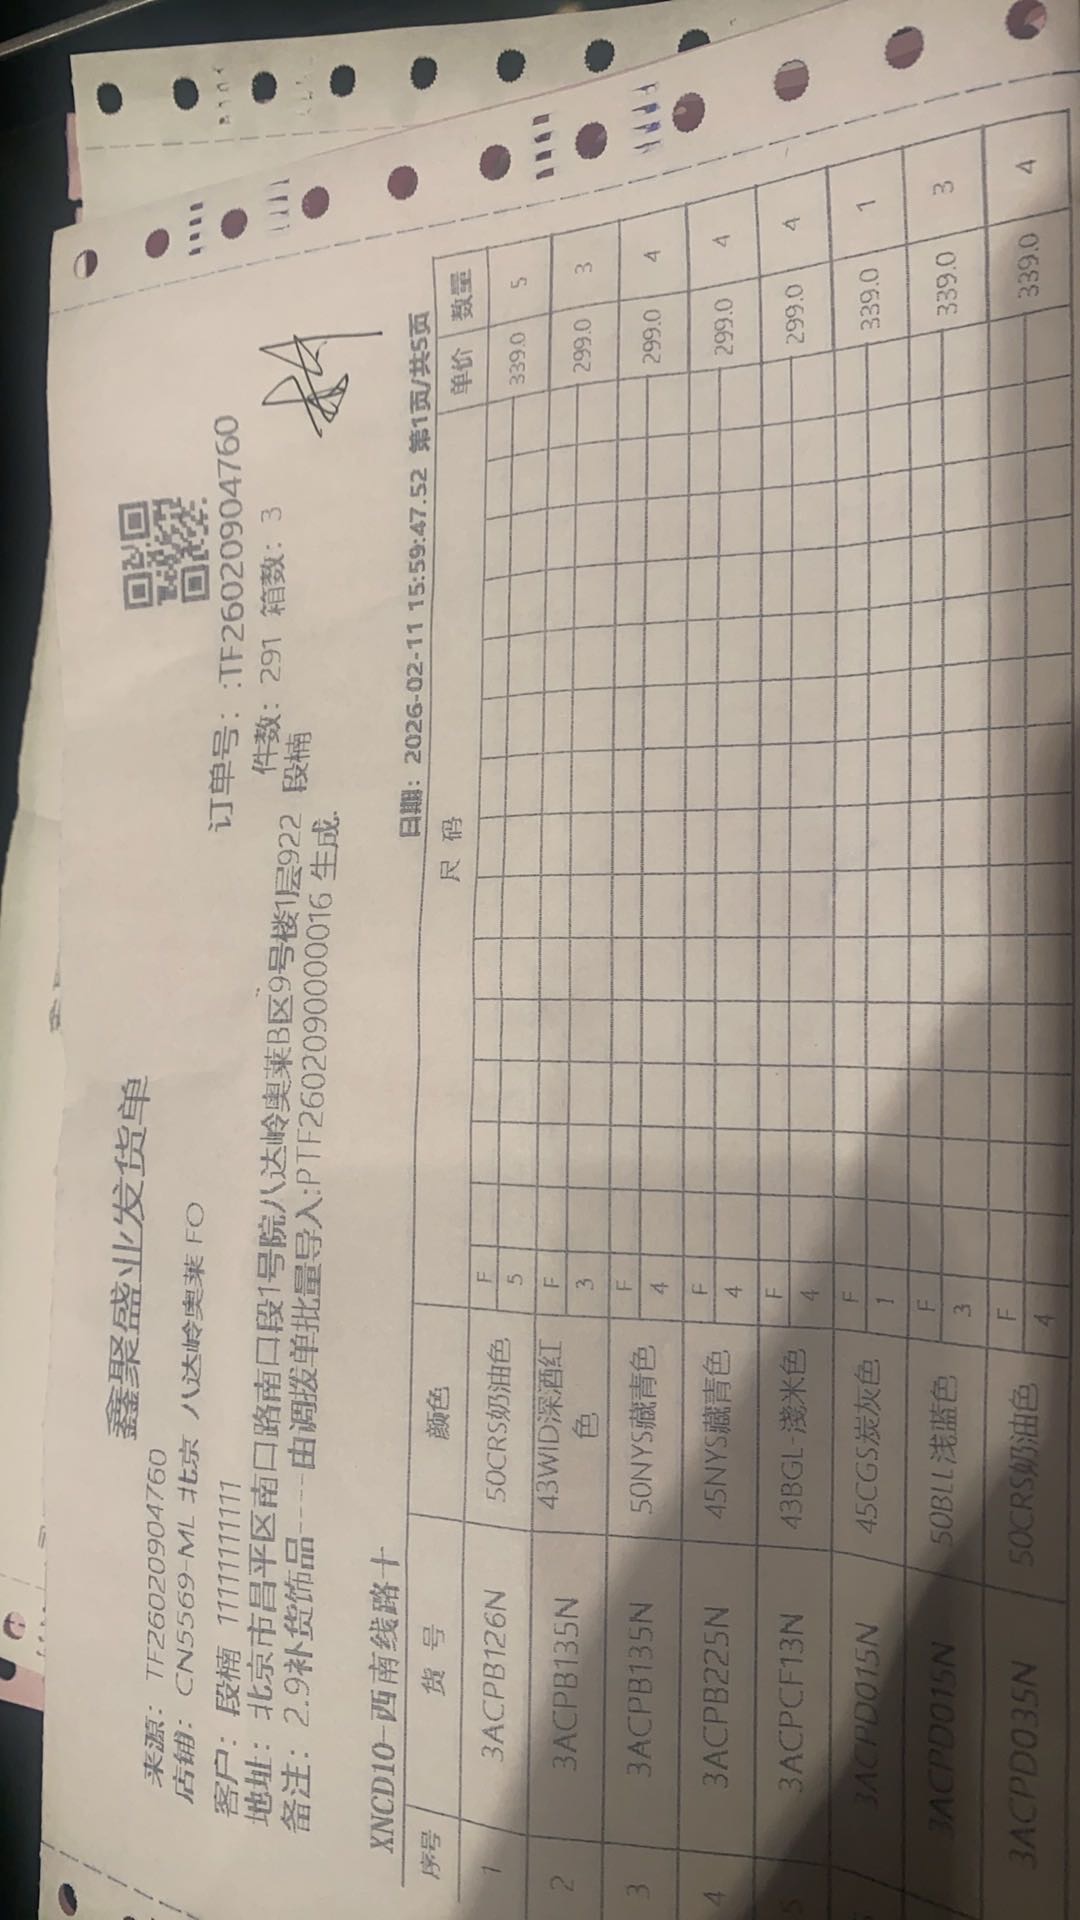 鑫聚盛业发货单
来源: TF26020904760
订单号: :TF26020904760
店铺: CN5569-ML 北京 八达岭奥莱 FO
客户: 段楠 11111111111
件数: 291 箱数: 3
地址: 北京市昌平区南口路南口段1号院八达岭奥莱B区9号楼1层922 段楠
备注: 2.9补货饰品----由调拨单批量导入:PTF260209000016 生成.
XNCD10-西南线路十
日期: 2026-02-11 15:59:47.52 第1页/共5页
序号 货号 颜色 尺码 单价 数量
1 3ACPB126N 50CRS奶油色 F 5 339.0 5
2 3ACPB135N 43WID深酒红色 F 3 299.0 3
3 3ACPB135N 50NYS藏青色 F 4 299.0 4
4 3ACPB225N 45NYS藏青色 F 4 299.0 4
5 3ACPCF13N 43BGL-淺米色 F 4 299.0 4
3ACPD015N 45CGS炭灰色 F 1 339.0 1
3ACPD015N 50BLL浅蓝色 F 3 339.0 3
3ACPD035N 50CRS奶油色 F 4 339.0 4